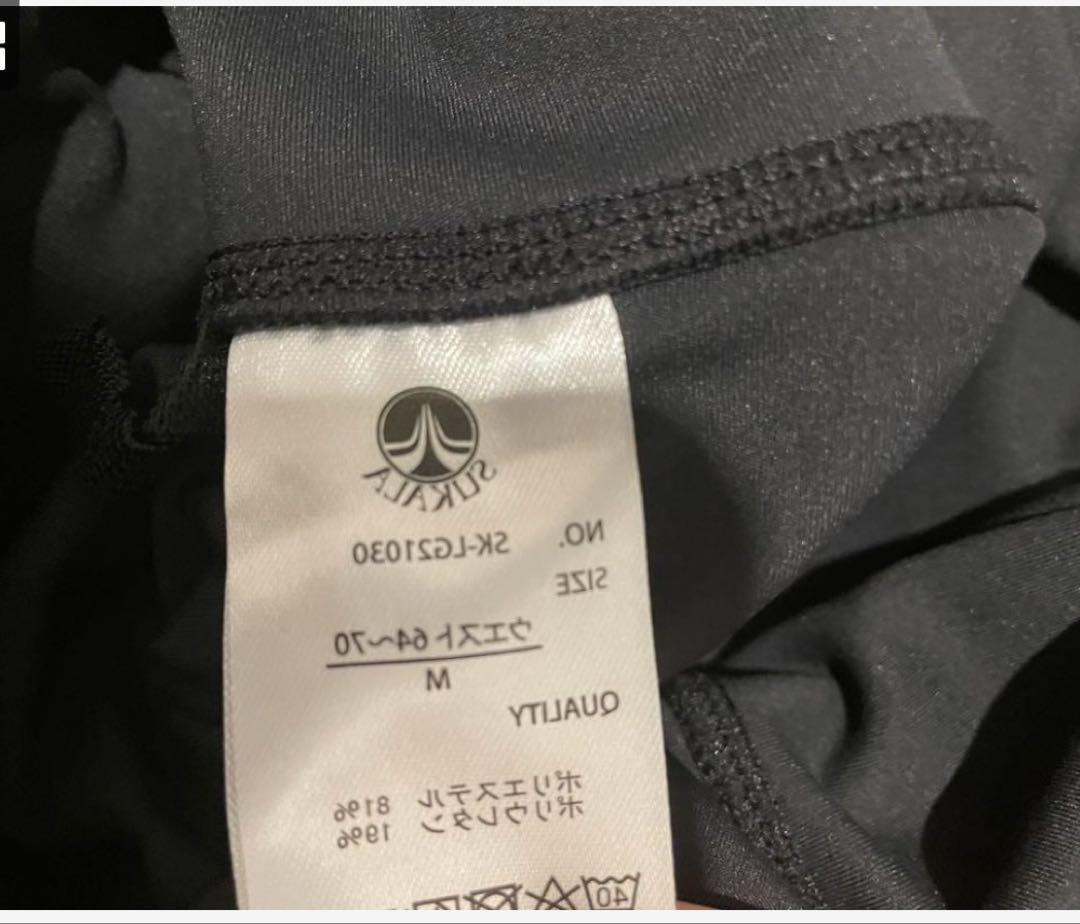 SUKALA
NO. SK-LG21030
SIZE
ウエスト64〜70
M
QUALITY
ポリエステル 81%
ポリウレタン 19%
40